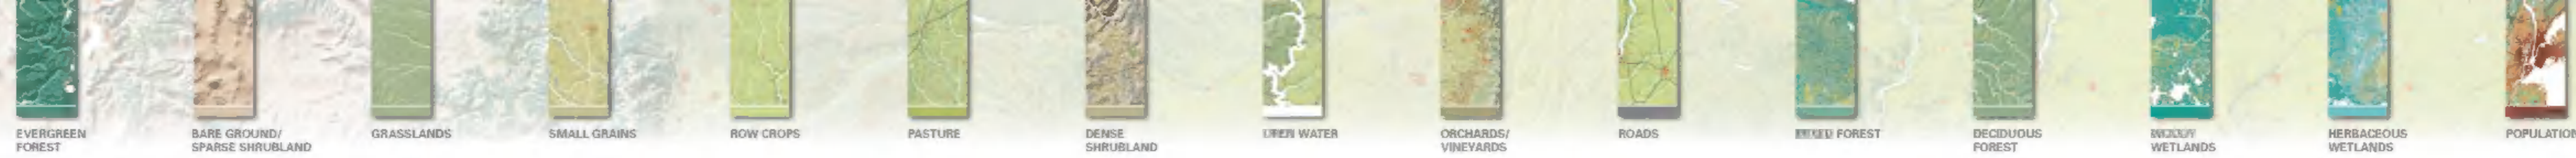 EVERGREEN
FOREST
BARE GROUND/
SPARSE SHRUBLAND
GRASSLANDS
SMALL GRAINS
ROW CROPS
PASTURE
DENSE
SHRUBLAND
WATER
ORCHARDS/
VINEYARDS
ROADS
FOREST
DECIDUOUS
FOREST
WETLANDS
HERBACEOUS
WETLANDS
POPULATION